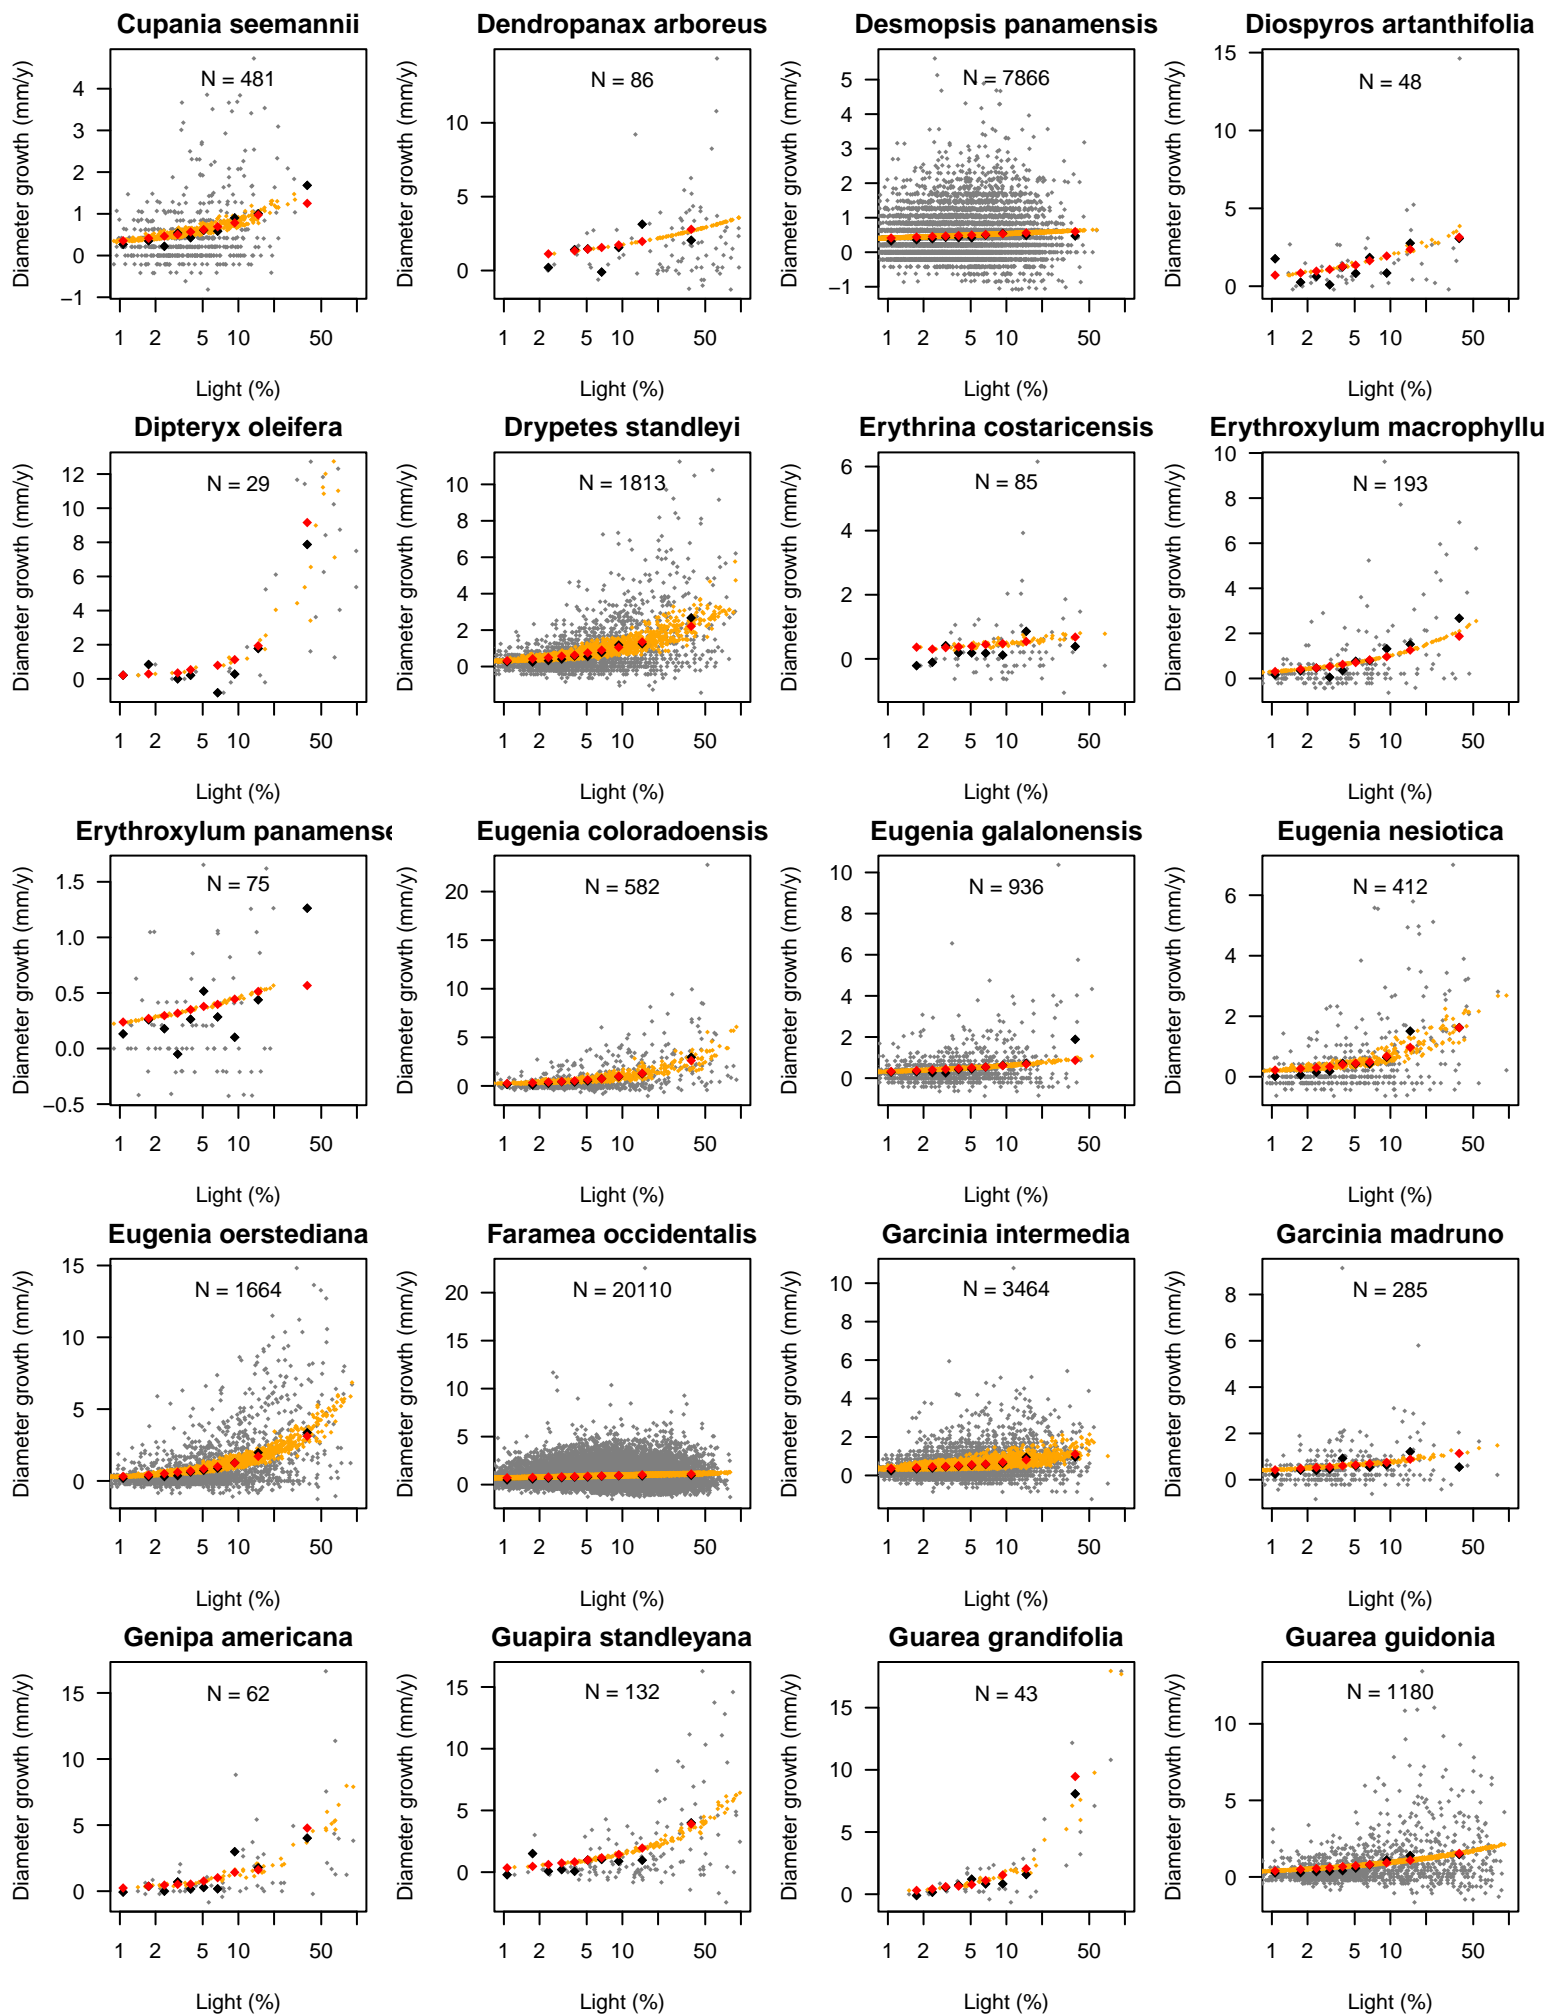 Cupania seemannii
Dendropanax arboreus
Desmopsis panamensis
Diospyros artanthifolia
N = 481
N = 86
N = 7866
N = 48
Diameter growth (mm/y)
Diameter growth (mm/y)
Diameter growth (mm/y)
Diameter growth (mm/y)
4
3
2
1
0
−1
10
5
0
5
4
3
2
1
0
−1
15
10
5
0
1 2 5 10 50
1 2 5 10 50
1 2 5 10 50
1 2 5 10 50
Light (%)
Light (%)
Light (%)
Light (%)
Dipteryx oleifera
Drypetes standleyi
Erythrina costaricensis
Erythroxylum macrophyllu
N = 29
N = 1813
N = 85
N = 193
Diameter growth (mm/y)
Diameter growth (mm/y)
Diameter growth (mm/y)
Diameter growth (mm/y)
12
10
8
6
4
2
0
10
8
6
4
2
0
6
4
2
0
10
8
6
4
2
0
1 2 5 10 50
1 2 5 10 50
1 2 5 10 50
1 2 5 10 50
Light (%)
Light (%)
Light (%)
Light (%)
Erythroxylum panamense
Eugenia coloradoensis
Eugenia galalonensis
Eugenia nesiotica
N = 75
N = 582
N = 936
N = 412
Diameter growth (mm/y)
Diameter growth (mm/y)
Diameter growth (mm/y)
Diameter growth (mm/y)
1.5
1.0
0.5
0.0
−0.5
20
15
10
5
0
10
8
6
4
2
0
6
4
2
0
1 2 5 10 50
1 2 5 10 50
1 2 5 10 50
1 2 5 10 50
Light (%)
Light (%)
Light (%)
Light (%)
Eugenia oerstediana
Faramea occidentalis
Garcinia intermedia
Garcinia madruno
N = 1664
N = 20110
N = 3464
N = 285
Diameter growth (mm/y)
Diameter growth (mm/y)
Diameter growth (mm/y)
Diameter growth (mm/y)
15
10
5
0
20
15
10
5
0
10
8
6
4
2
0
8
6
4
2
0
1 2 5 10 50
1 2 5 10 50
1 2 5 10 50
1 2 5 10 50
Light (%)
Light (%)
Light (%)
Light (%)
Genipa americana
Guapira standleyana
Guarea grandifolia
Guarea guidonia
N = 62
N = 132
N = 43
N = 1180
Diameter growth (mm/y)
Diameter growth (mm/y)
Diameter growth (mm/y)
Diameter growth (mm/y)
15
10
5
0
15
10
5
0
15
10
5
0
10
5
0
1 2 5 10 50
1 2 5 10 50
1 2 5 10 50
1 2 5 10 50
Light (%)
Light (%)
Light (%)
Light (%)